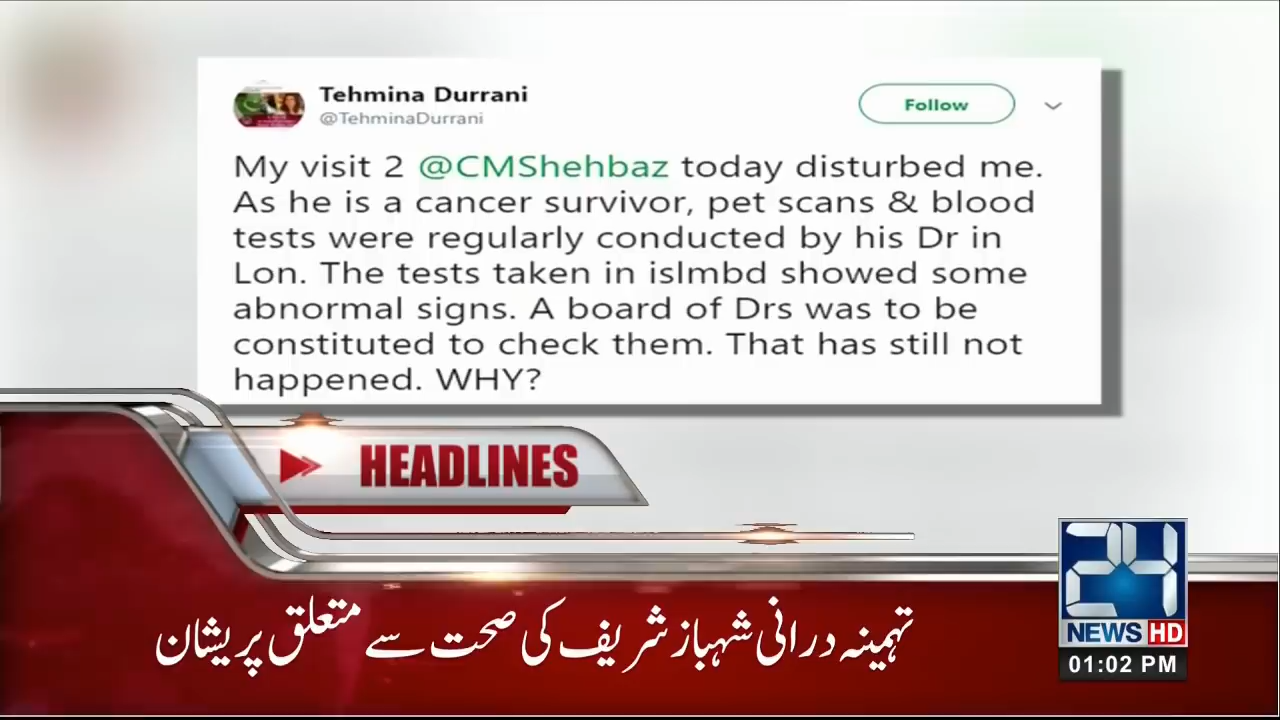 Tehmina Durrani
@TehminaDurrani
Follow
My visit 2 @CMShehbaz today disturbed me.
As he is a cancer survivor, pet scans & blood
tests were regularly conducted by his Dr in
Lon. The tests taken in islmbd showed some
abnormal signs. A board of Drs was to be
constituted to check them. That has still not
happened. WHY?
HEADLINES
تہمینہ درانی شہباز شریف کی صحت سے متعلق پریشان
24
NEWS HD
01:02 PM